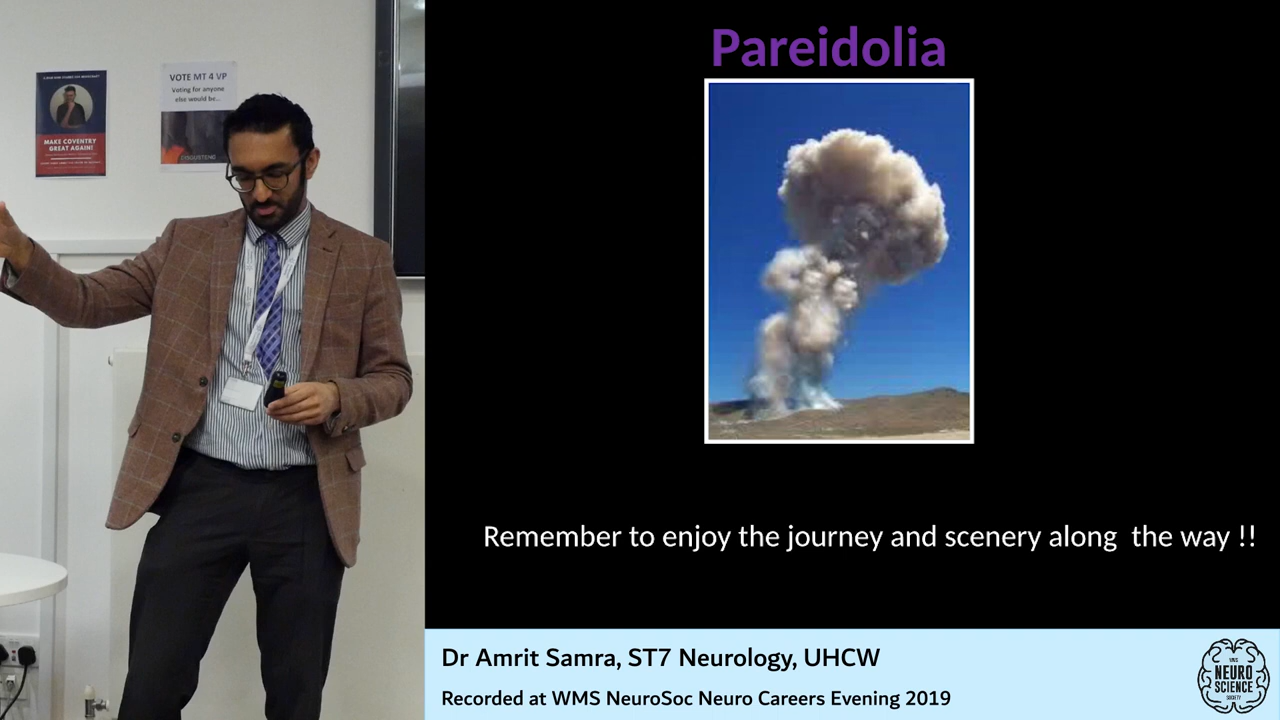 VOTE MT 4 VP
Voting for anyone
else would be...
MAKE COVENTRY
GREAT AGAIN!
Pareidolia
Remember to enjoy the journey and scenery along  the way !!
Dr Amrit Samra, ST7 Neurology, UHCW
Recorded at WMS NeuroSoc Neuro Careers Evening 2019
WMS
NEURO
SCIENCE
SOCIETY